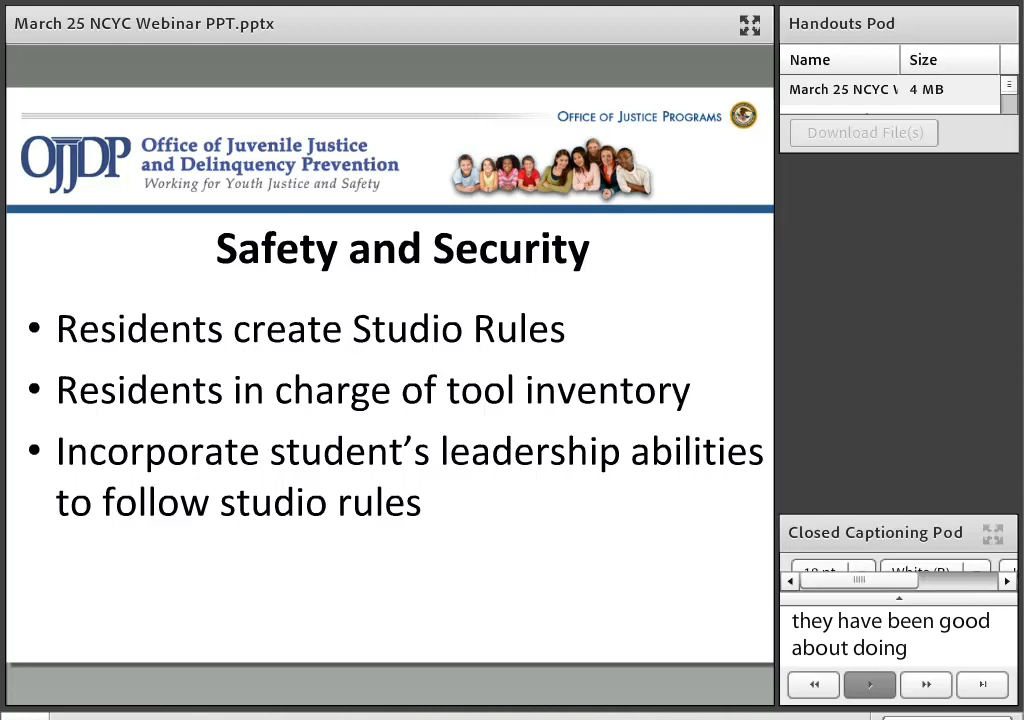 March 25 NCYC Webinar PPT.pptx
Handouts Pod
Name Size
March 25 NCYC 4 MB
Download File(s)
OFFICE OF JUSTICE PROGRAMS
OJJDP
Office of Juvenile Justice
and Delinquency Prevention
Working for Youth Justice and Safety
Safety and Security
• Residents create Studio Rules
• Residents in charge of tool inventory
• Incorporate student’s leadership abilities
to follow studio rules
Closed Captioning Pod
they have been good
about doing